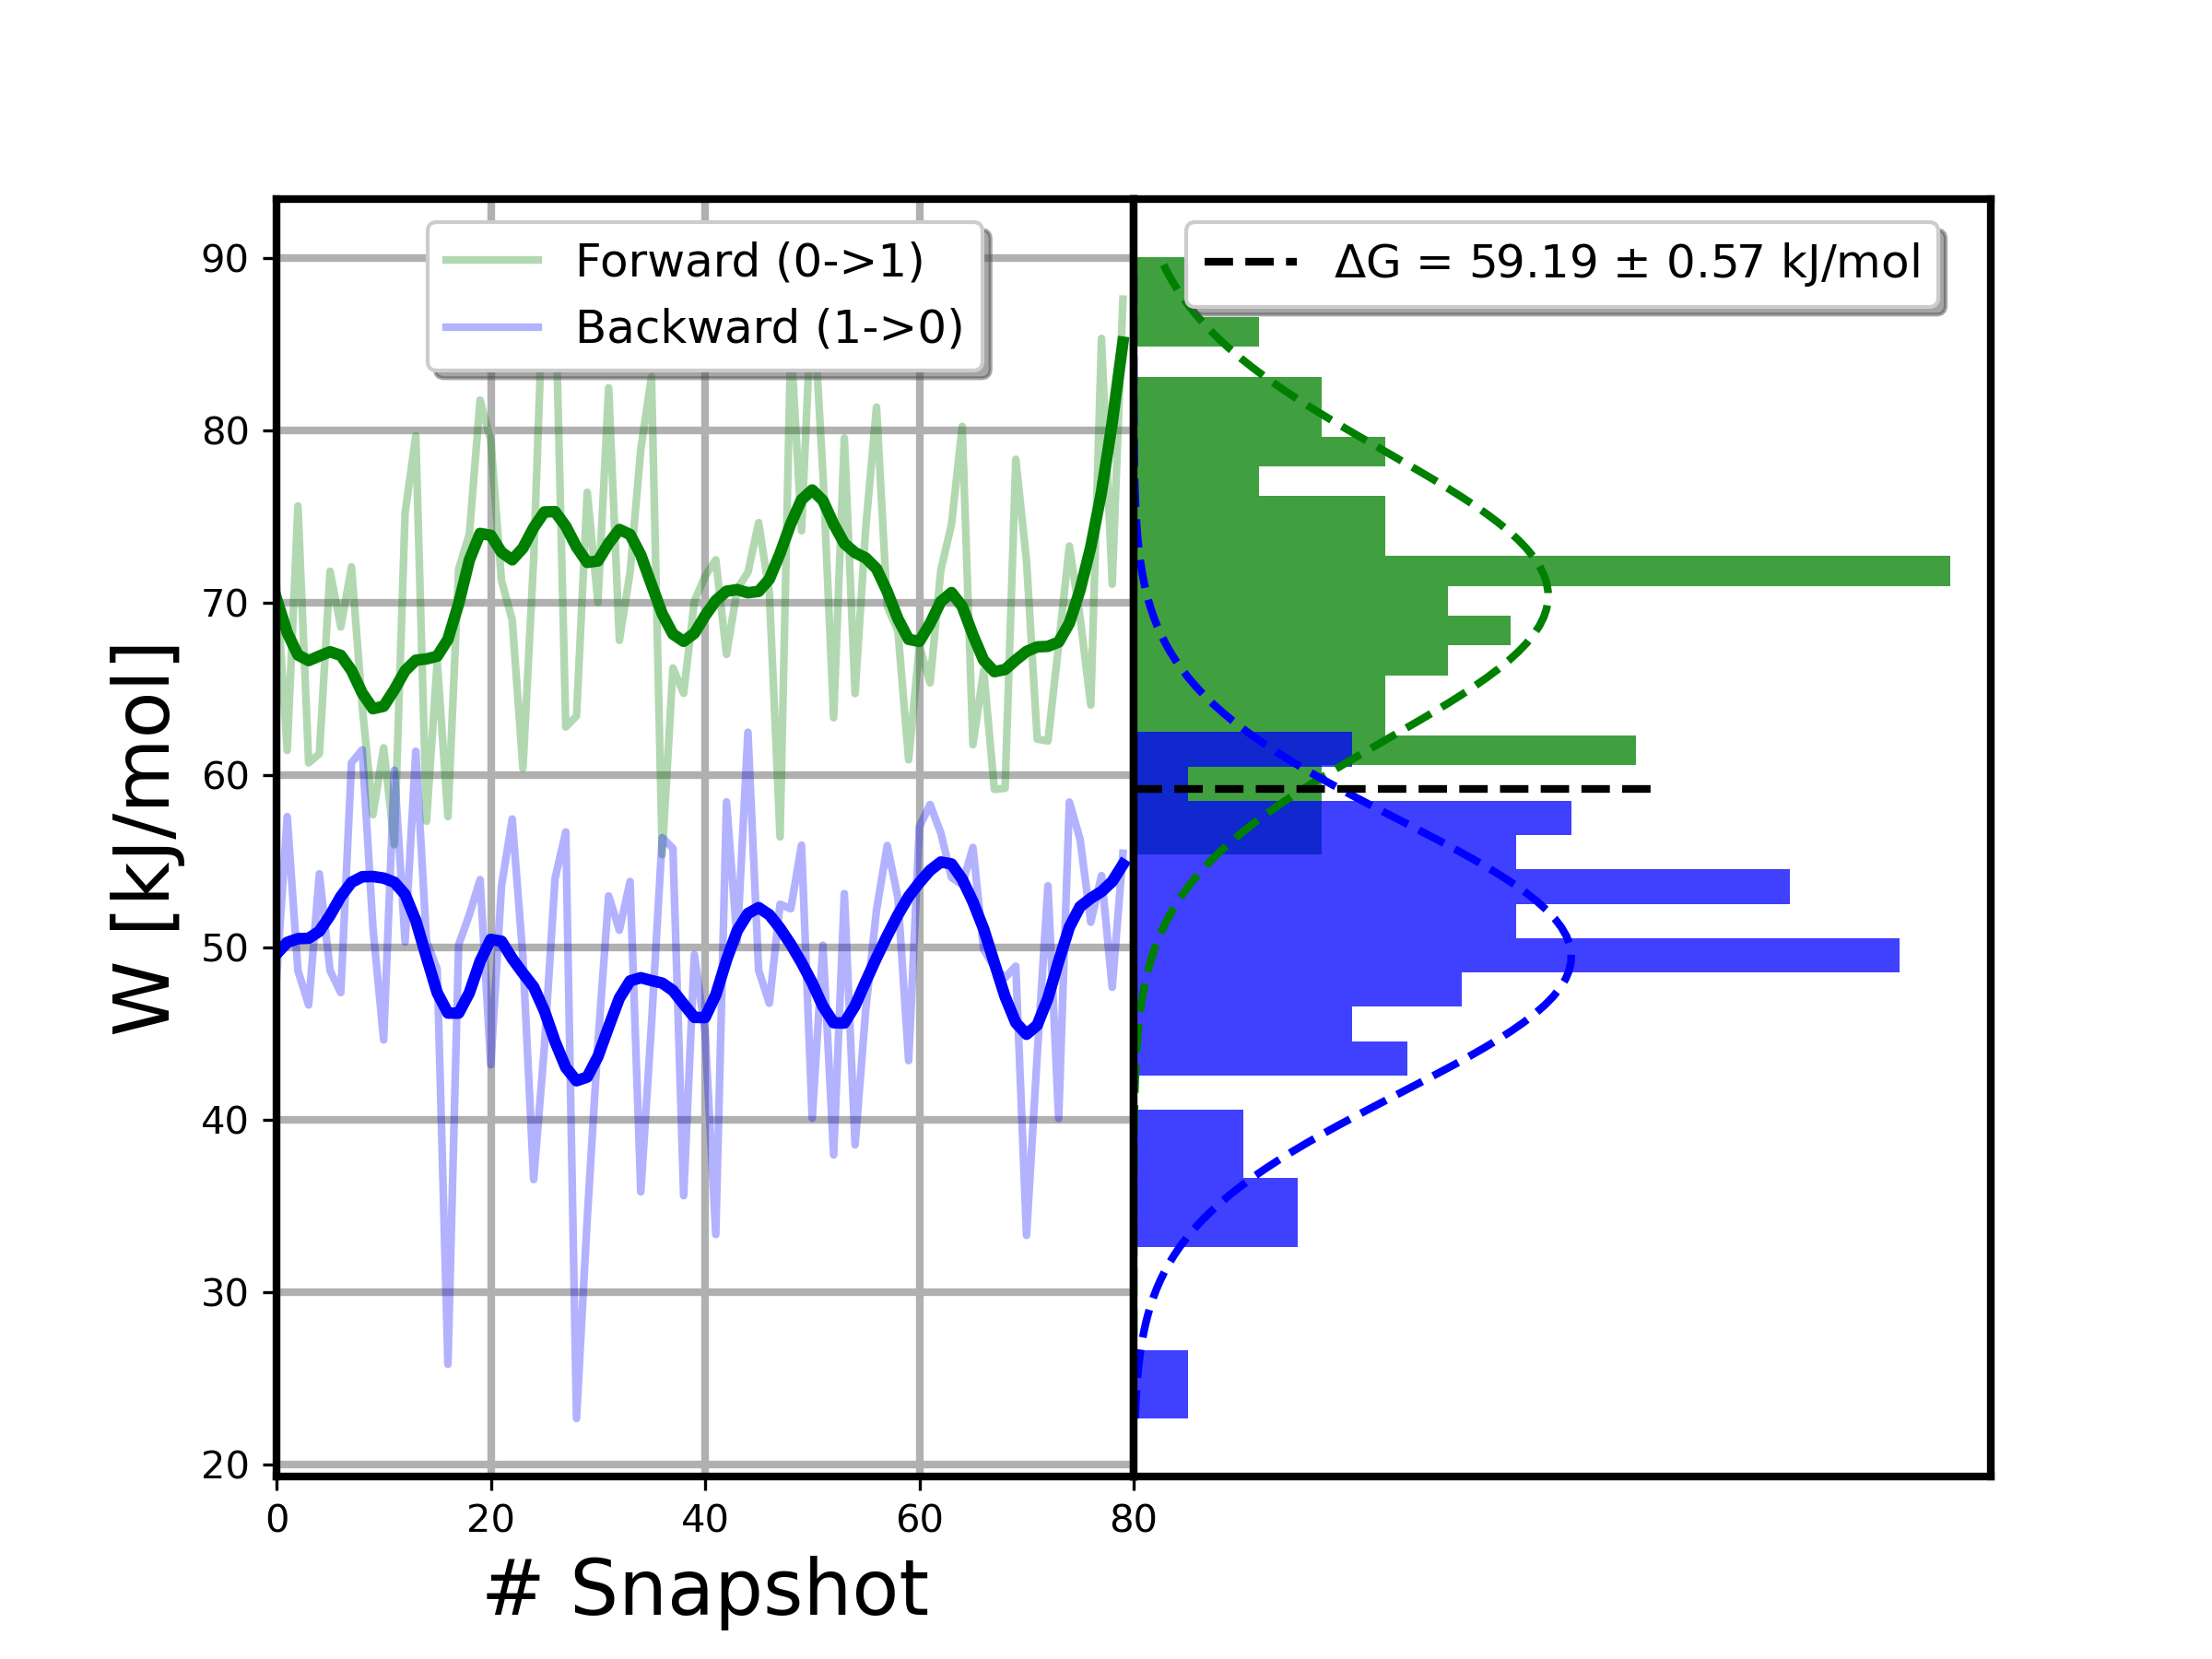 Forward (0->1)
Backward (1->0)
ΔG = 59.19 ± 0.57 kJ/mol
W [kJ/mol]
90
80
70
60
50
40
30
20
0 20 40 60 80
# Snapshot